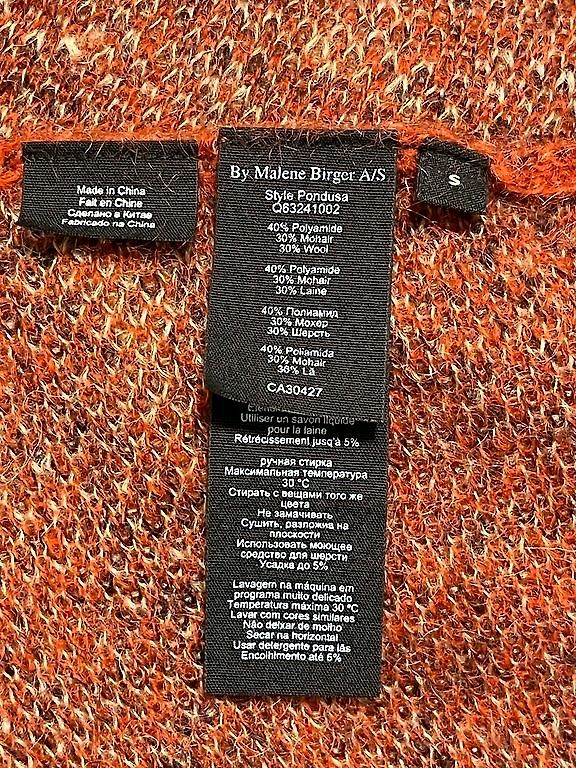 Made in China
Fait en Chine
Сделано в Китае
Fabricado na China
By Malene Birger A/S
Style Pondusa
Q63241002
40% Polyamide
30% Mohair
30% Wool
40% Polyamide
30% Mohair
30% Laine
40% Полиамид
30% Мохер
30% Шерсть
40% Poliamida
30% Mohair
30% Lã
CA30427
S
Utiliser un savon liquide
pour la laine
Rétrécissement jusqu'à 5%
ручная стирка
Максимальная температура
30 °C
Стирать с вещами того же
цвета
Не замачивать
Сушить, разложив на
плоскости
Использовать моющее
средство для шерсти
Усадка до 5%
Lavagem na máquina em
programa muito delicado
Temperatura máxima 30 °C
Lavar com cores similares
Não deixar de molho
Secar na horizontal
Usar detergente para lãs
Encolhimento até 5%